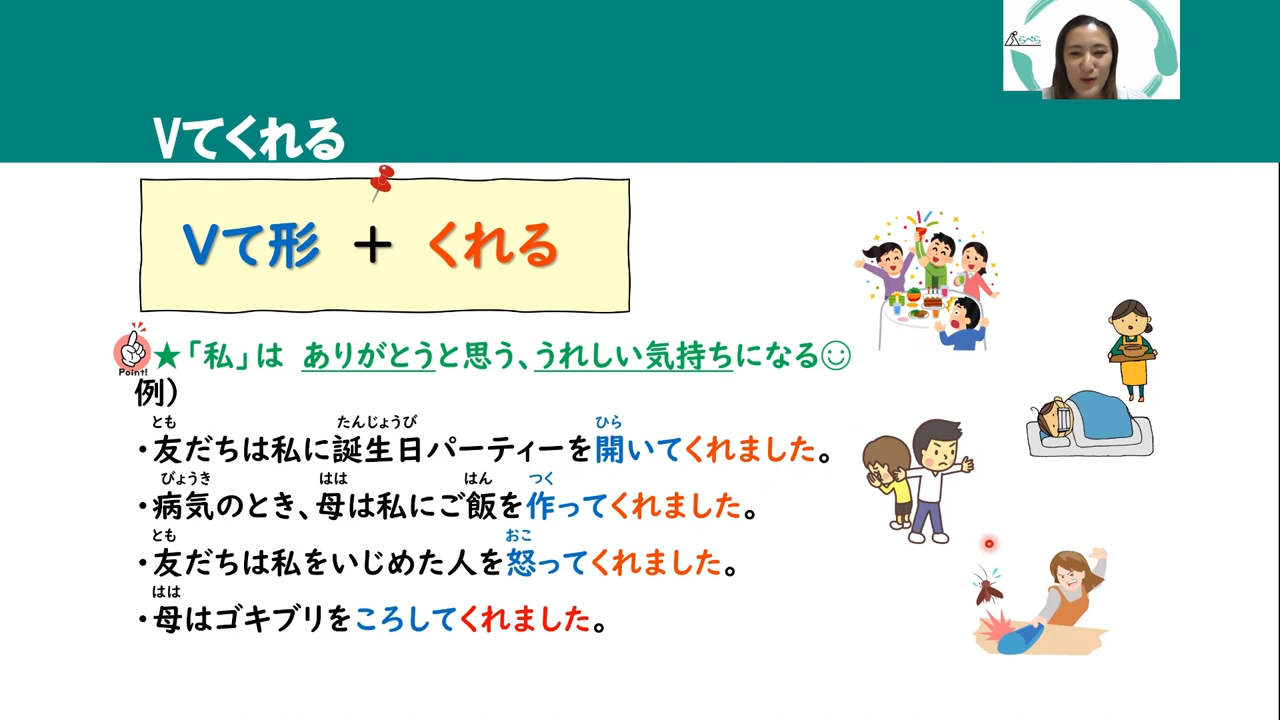 らぺら
Vてくれる
Vて形 + くれる
★「私」は ありがとうと思う、うれしい気持ちになる☺
Point!
例）
とも たんじょうび ひら
・友だちは私に誕生日パーティーを開いてくれました。
びょうき はは はん つく
・病気のとき、母は私にご飯を作ってくれました。
とも おこ
・友だちは私をいじめた人を怒ってくれました。
はは
・母はゴキブリをころしてくれました。